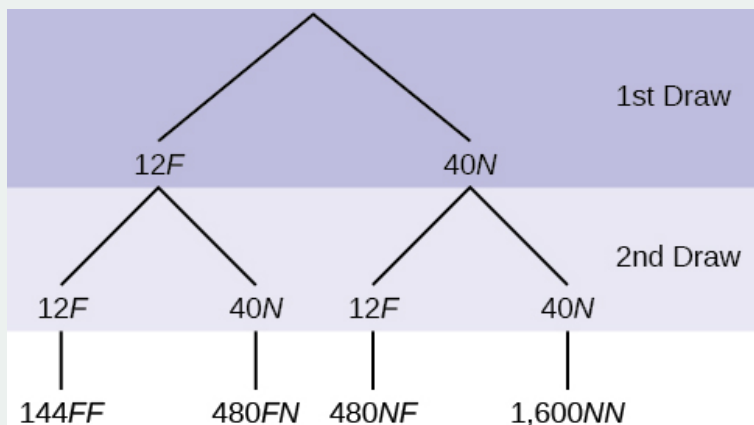 1st Draw
12F 40N
2nd Draw
12F 40N 12F 40N
144FF 480FN 480NF 1,600NN